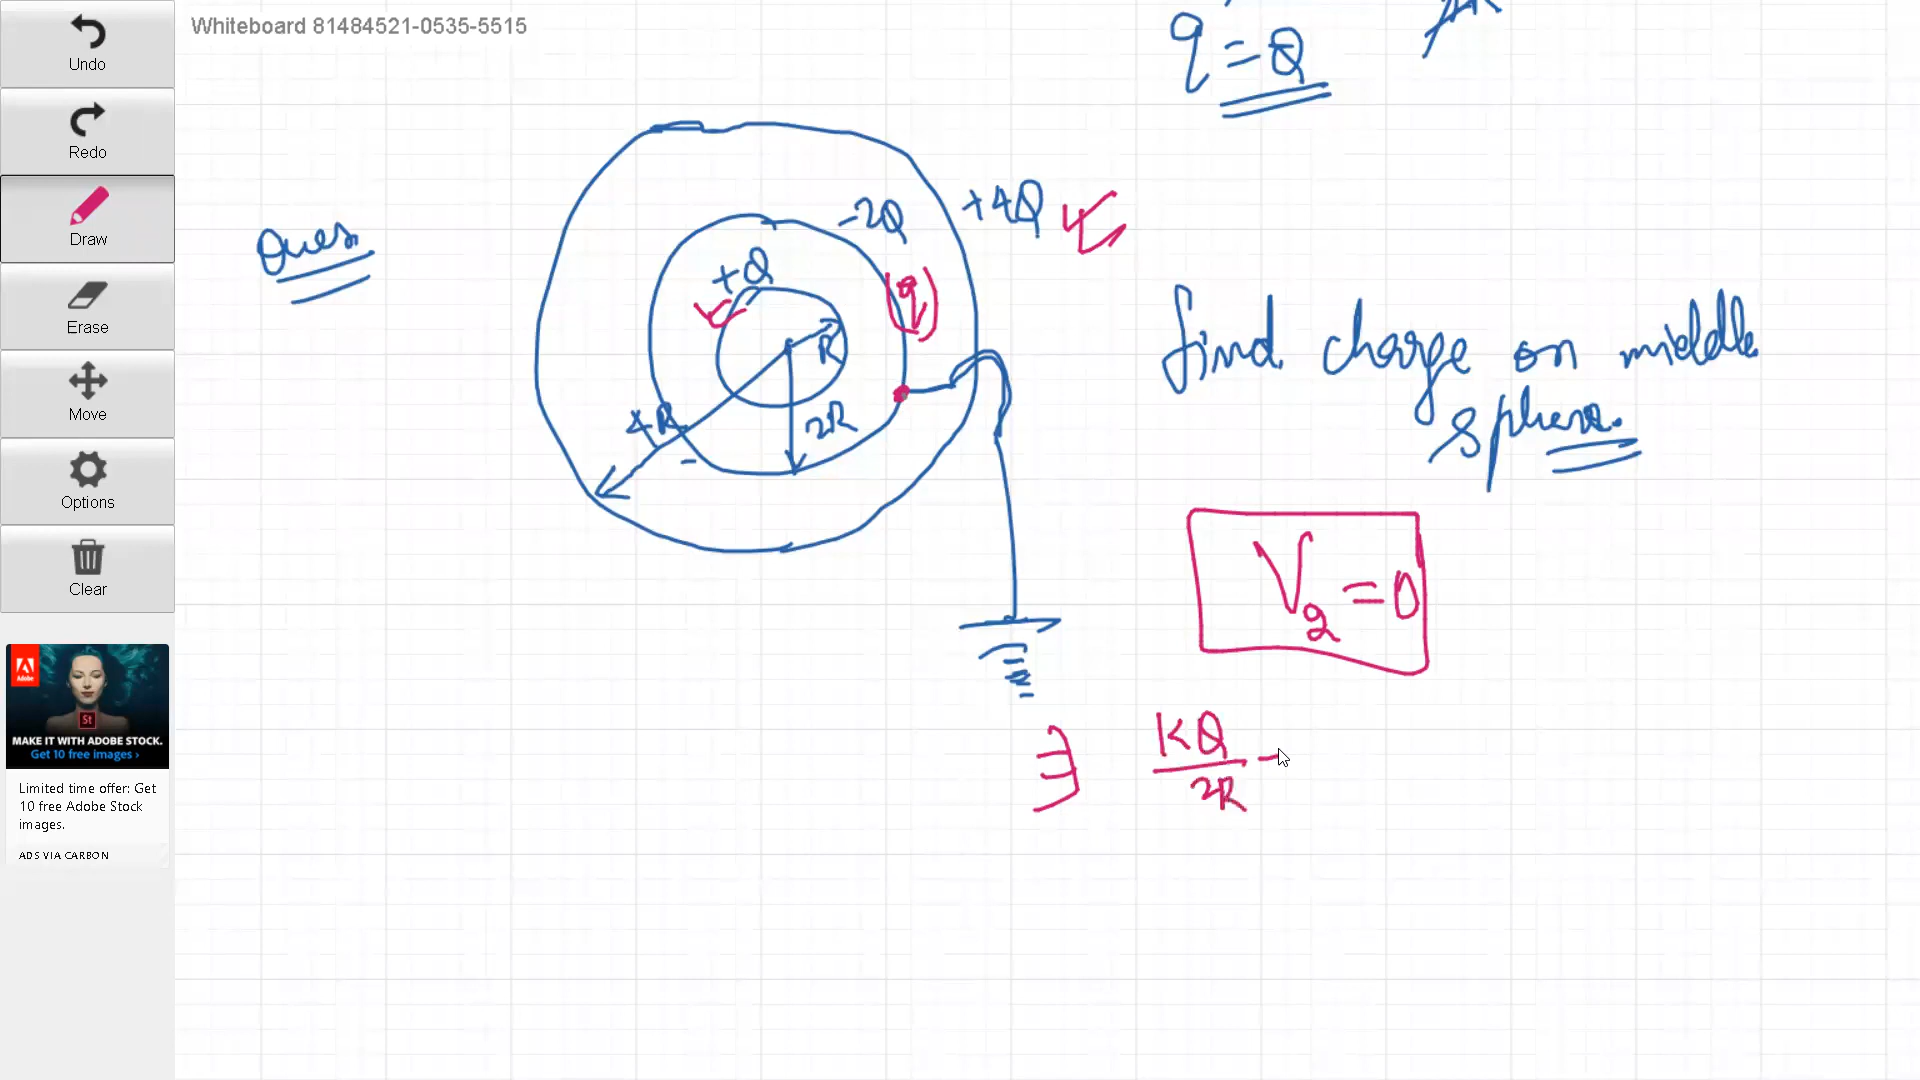 Undo
Redo
Draw
Erase
Move
Options
Clear
Whiteboard 81484521-0535-5515
q = Q
Ques
+4Q
-2Q
+Q
q
R
4R
2R
find charge on middle
sphere.
V2 = 0
KQ
2R
Adobe
St
MAKE IT WITH ADOBE STOCK.
Get 10 free images ›
Limited time offer: Get
10 free Adobe Stock
images.
ADS VIA CARBON